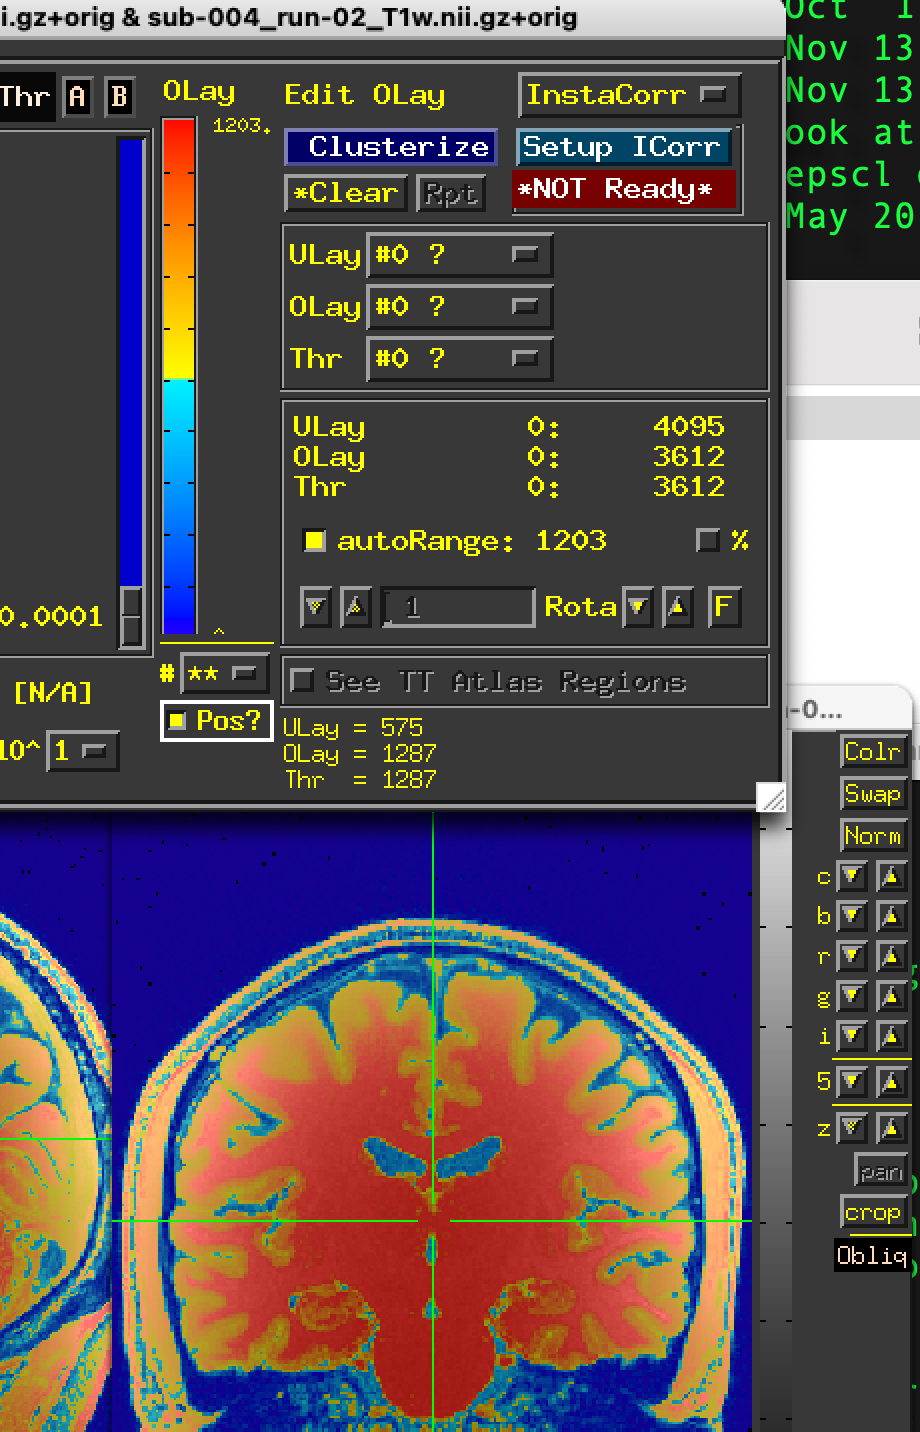 i.gz+orig & sub-004_run-02_T1w.nii.gz+orig
Oct 1
Nov 13
Nov 13
ook at
epscl
May 20
Thr A B OLay Edit OLay InstaCorr
1203.
Clusterize Setup ICorr
*Clear Rpt *NOT Ready*
ULay #0 ?
OLay #0 ?
Thr #0 ?
ULay 0: 4095
OLay 0: 3612
Thr 0: 3612
autoRange: 1203 %
0.0001 1 Rota F
^
# **
[N/A] See TT Atlas Regions
Pos?
10^ 1
ULay = 575
OLay = 1287
Thr = 1287
-0...
Colr
Swap
Norm
c
b
r
g
i
5
z
pan
crop
Obliq